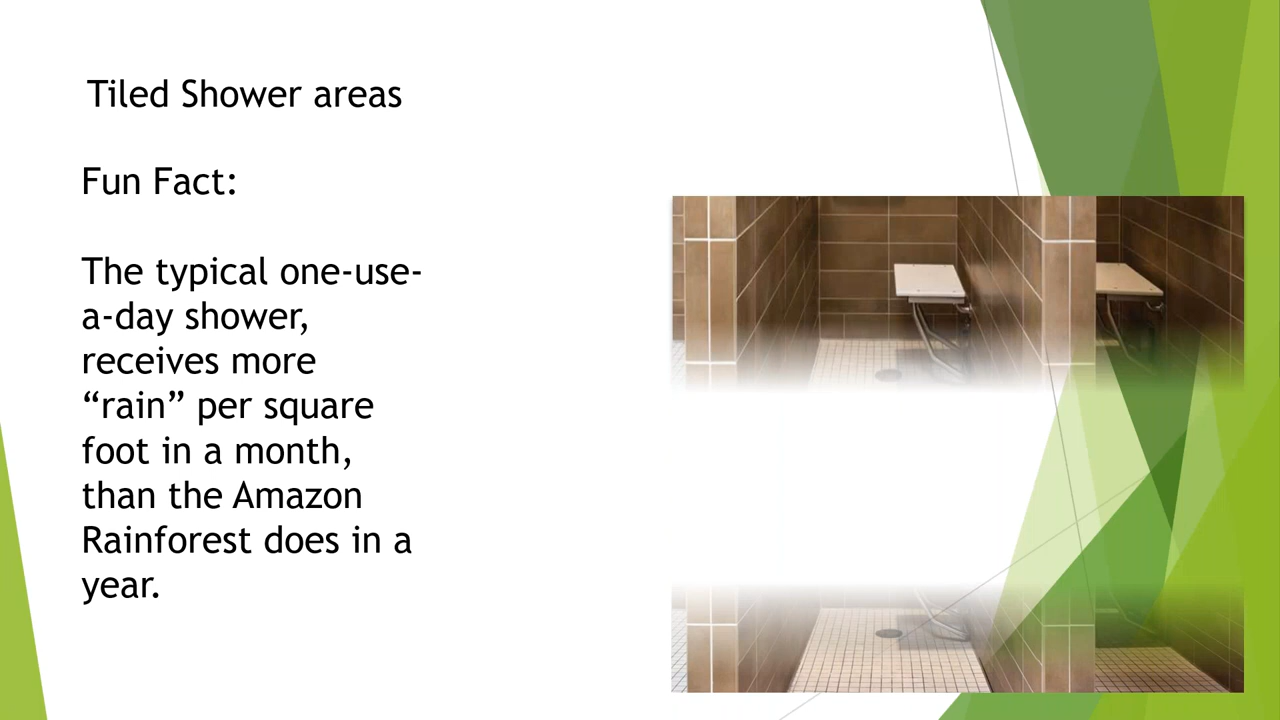 Tiled Shower areas
Fun Fact:
The typical one-use-
a-day shower,
receives more
“rain” per square
foot in a month,
than the Amazon
Rainforest does in a
year.